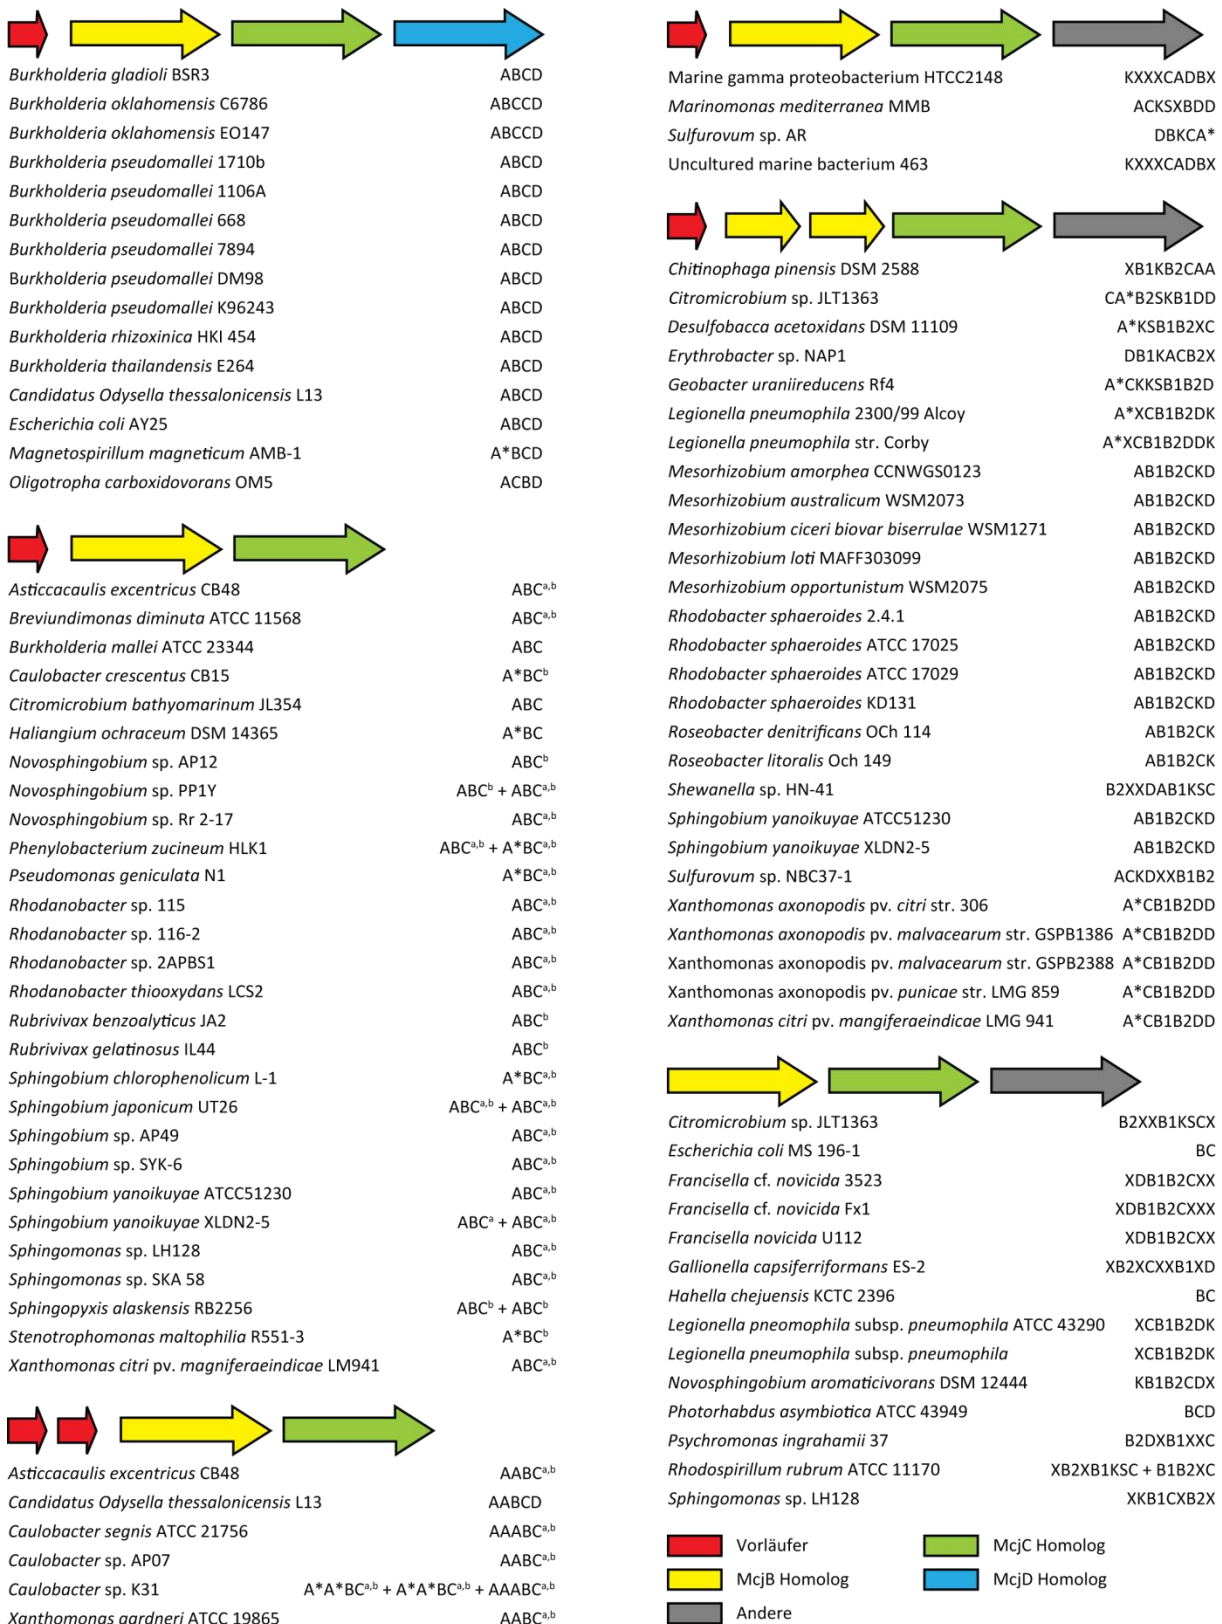 Burkholderia gladioli BSR3 ABCD
Burkholderia oklahomensis C6786 ABCCD
Burkholderia oklahomensis EO147 ABCCD
Burkholderia pseudomallei 1710b ABCD
Burkholderia pseudomallei 1106A ABCD
Burkholderia pseudomallei 668 ABCD
Burkholderia pseudomallei 7894 ABCD
Burkholderia pseudomallei DM98 ABCD
Burkholderia pseudomallei K96243 ABCD
Burkholderia rhizoxinica HKI 454 ABCD
Burkholderia thailandensis E264 ABCD
Candidatus Odysella thessalonicensis L13 ABCD
Escherichia coli AY25 ABCD
Magnetospirillum magneticum AMB-1 A*BCD
Oligotropha carboxidovorans OM5 ACBD
Asticcacaulis excentricus CB48 ABCa,b
Breviundimonas diminuta ATCC 11568 ABCa,b
Burkholderia mallei ATCC 23344 ABC
Caulobacter crescentus CB15 A*BCb
Citromicrobium bathyomarinum JL354 ABC
Haliangium ochraceum DSM 14365 A*BC
Novosphingobium sp. AP12 ABCb
Novosphingobium sp. PP1Y ABCb + ABCa,b
Novosphingobium sp. Rr 2-17 ABCa,b
Phenylobacterium zucineum HLK1 ABCa,b + A*BCa,b
Pseudomonas geniculata N1 A*BCa,b
Rhodanobacter sp. 115 ABCa,b
Rhodanobacter sp. 116-2 ABCa,b
Rhodanobacter sp. 2APBS1 ABCa,b
Rhodanobacter thiooxydans LCS2 ABCa,b
Rubrivivax benzoalyticus JA2 ABCb
Rubrivivax gelatinosus IL44 ABCb
Sphingobium chlorophenolicum L-1 A*BCa,b
Sphingobium japonicum UT26 ABCa,b + ABCa,b
Sphingobium sp. AP49 ABCa,b
Sphingobium sp. SYK-6 ABCa,b
Sphingobium yanoikuyae ATCC51230 ABCa,b
Sphingobium yanoikuyae XLDN2-5 ABCa + ABCa,b
Sphingomonas sp. LH128 ABCa,b
Sphingomonas sp. SKA 58 ABCa,b
Sphingopyxis alaskensis RB2256 ABCb + ABCb
Stenotrophomonas maltophilia R551-3 A*BCb
Xanthomonas citri pv. magniferaeindicae LM941 ABCa,b
Asticcacaulis excentricus CB48 AABCa,b
Candidatus Odysella thessalonicensis L13 AABCD
Caulobacter segnis ATCC 21756 AAABCa,b
Caulobacter sp. AP07 AABCa,b
Caulobacter sp. K31 A*A*BCa,b + A*A*BCa,b + AAABCa,b
Xanthomonas gardneri ATCC 19865 AABCa,b
Marine gamma proteobacterium HTCC2148 KXXXCADBX
Marinomonas mediterranea MMB ACKSXBDD
Sulfurovum sp. AR DBKCA*
Uncultured marine bacterium 463 KXXXCADBX
Chitinophaga pinensis DSM 2588 XB1KB2CAA
Citromicrobium sp. JLT1363 CA*B2SKB1DD
Desulfobacca acetoxidans DSM 11109 A*KSB1B2XC
Erythrobacter sp. NAP1 DB1KACB2X
Geobacter uraniireducens Rf4 A*CKKSB1B2D
Legionella pneumophila 2300/99 Alcoy A*XCB1B2DK
Legionella pneumophila str. Corby A*XCB1B2DDK
Mesorhizobium amorphea CCNWGS0123 AB1B2CKD
Mesorhizobium australicum WSM2073 AB1B2CKD
Mesorhizobium ciceri biovar biserrulae WSM1271 AB1B2CKD
Mesorhizobium loti MAFF303099 AB1B2CKD
Mesorhizobium opportunistum WSM2075 AB1B2CKD
Rhodobacter sphaeroides 2.4.1 AB1B2CKD
Rhodobacter sphaeroides ATCC 17025 AB1B2CKD
Rhodobacter sphaeroides ATCC 17029 AB1B2CKD
Rhodobacter sphaeroides KD131 AB1B2CKD
Roseobacter denitrificans OCh 114 AB1B2CK
Roseobacter litoralis Och 149 AB1B2CK
Shewanella sp. HN-41 B2XXDAB1KSC
Sphingobium yanoikuyae ATCC51230 AB1B2CKD
Sphingobium yanoikuyae XLDN2-5 AB1B2CKD
Sulfurovum sp. NBC37-1 ACKDXXB1B2
Xanthomonas axonopodis pv. citri str. 306 A*CB1B2DD
Xanthomonas axonopodis pv. malvacearum str. GSPB1386 A*CB1B2DD
Xanthomonas axonopodis pv. malvacearum str. GSPB2388 A*CB1B2DD
Xanthomonas axonopodis pv. punicae str. LMG 859 A*CB1B2DD
Xanthomonas citri pv. mangiferaeindicae LMG 941 A*CB1B2DD
Citromicrobium sp. JLT1363 B2XXB1KSCX
Escherichia coli MS 196-1 BC
Francisella cf. novicida 3523 XDB1B2CXX
Francisella cf. novicida Fx1 XDB1B2CXXX
Francisella novicida U112 XDB1B2CXX
Gallionella capsiferriformans ES-2 XB2XCXXB1XD
Hahella chejuensis KCTC 2396 BC
Legionella pneomophila subsp. pneumophila ATCC 43290 XCB1B2DK
Legionella pneumophila subsp. pneumophila XCB1B2DK
Novosphingobium aromaticivorans DSM 12444 KB1B2CDX
Photorhabdus asymbiotica ATCC 43949 BCD
Psychromonas ingrahamii 37 B2DXB1XXC
Rhodospirillum rubrum ATCC 11170 XB2XB1KSC + B1B2XC
Sphingomonas sp. LH128 XKB1CXB2X
Vorläufer McjC Homolog
McjB Homolog McjD Homolog
Andere